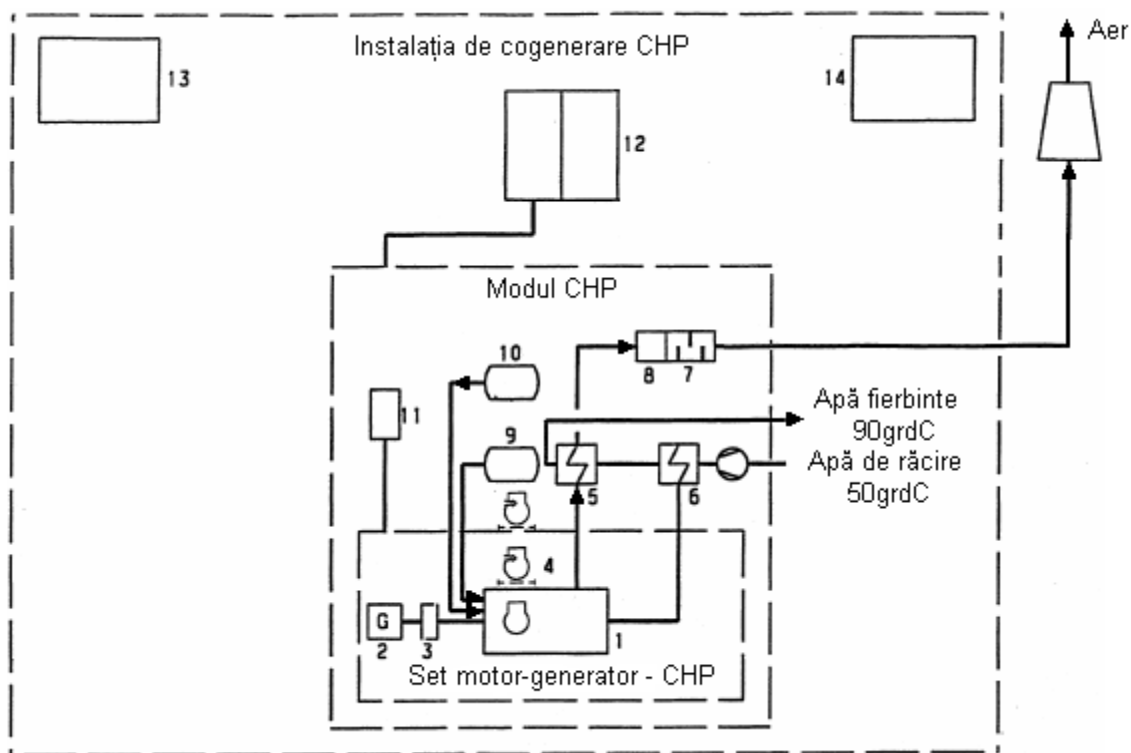 Instalația de cogenerare CHP
Aer
13
14
12
Modul CHP
10
8 7
11
Apă fierbinte
90grdC
9
Apă de răcire
50grdC
5
6
4
G
2
3
1
Set motor-generator - CHP